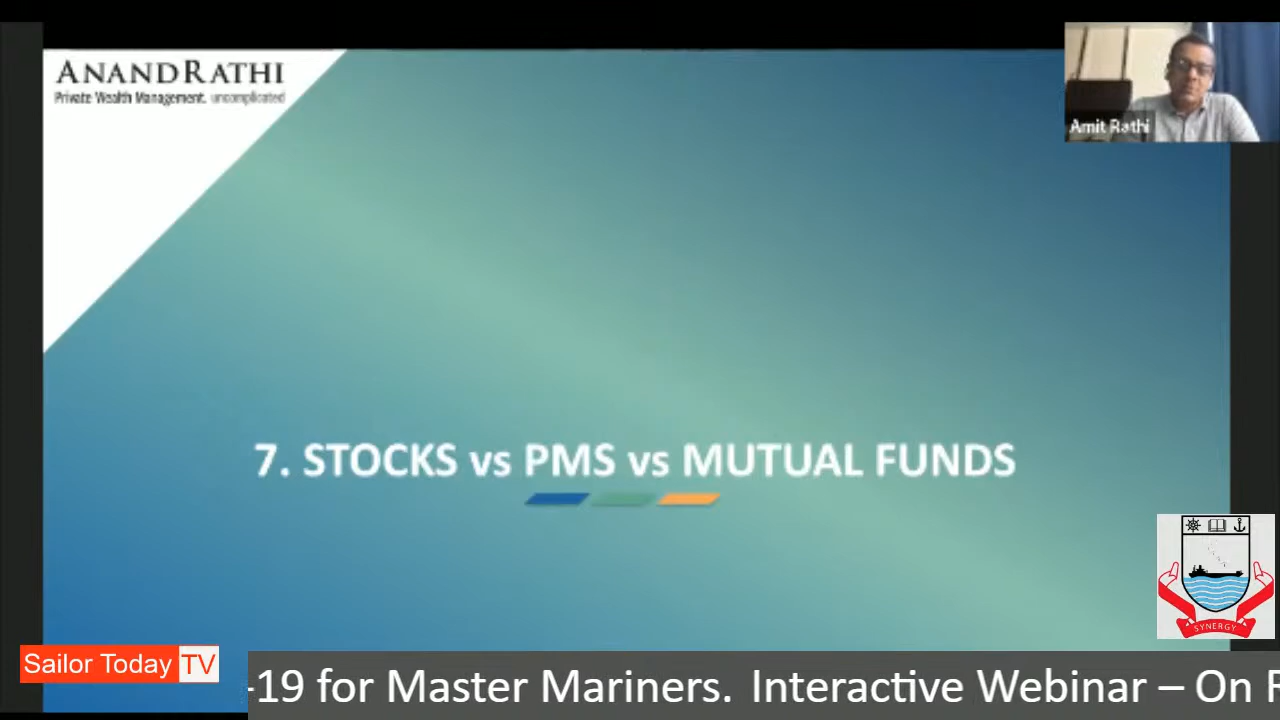 ANANDRATHI
Private Wealth Management. uncomplicated
Amit Rathi
7. STOCKS vs PMS vs MUTUAL FUNDS
SYNERGY
Sailor Today TV
-19 for Master Mariners. Interactive Webinar – On